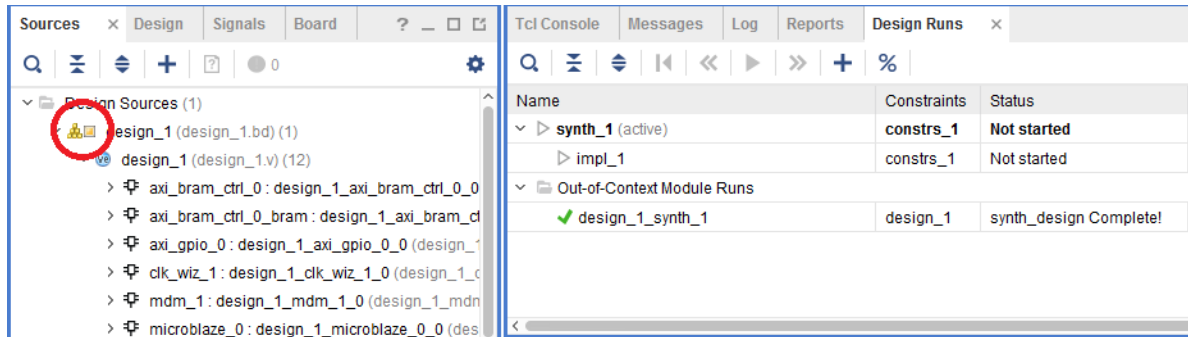 Sources × Design Signals Board ? _
0
Design Sources (1)
design_1 (design_1.bd) (1)
design_1 (design_1.v) (12)
axi_bram_ctrl_0 : design_1_axi_bram_ctrl_0_0
axi_bram_ctrl_0_bram : design_1_axi_bram_ct
axi_gpio_0 : design_1_axi_gpio_0_0 (design_1
clk_wiz_1 : design_1_clk_wiz_1_0 (design_1_c
mdm_1 : design_1_mdm_1_0 (design_1_mdm
microblaze_0 : design_1_microblaze_0_0 (des
Tcl Console Messages Log Reports Design Runs ×
%
Name Constraints Status
synth_1 (active) constrs_1 Not started
impl_1 constrs_1 Not started
Out-of-Context Module Runs
design_1_synth_1 design_1 synth_design Complete!